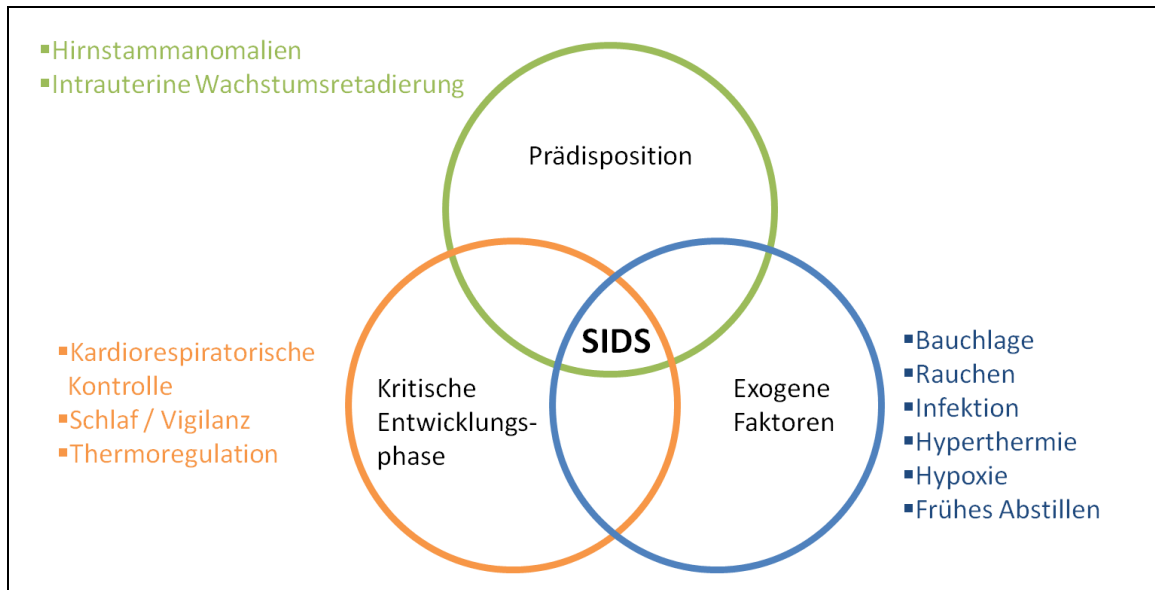 ▪Hirnstammanomalien
▪Intrauterine Wachstumsretadierung
Prädisposition
SIDS
▪Kardiorespiratorische
Kontrolle
▪Schlaf / Vigilanz
▪Thermoregulation
Kritische
Entwicklungs-
phase
Exogene
Faktoren
▪Bauchlage
▪Rauchen
▪Infektion
▪Hyperthermie
▪Hypoxie
▪Frühes Abstillen